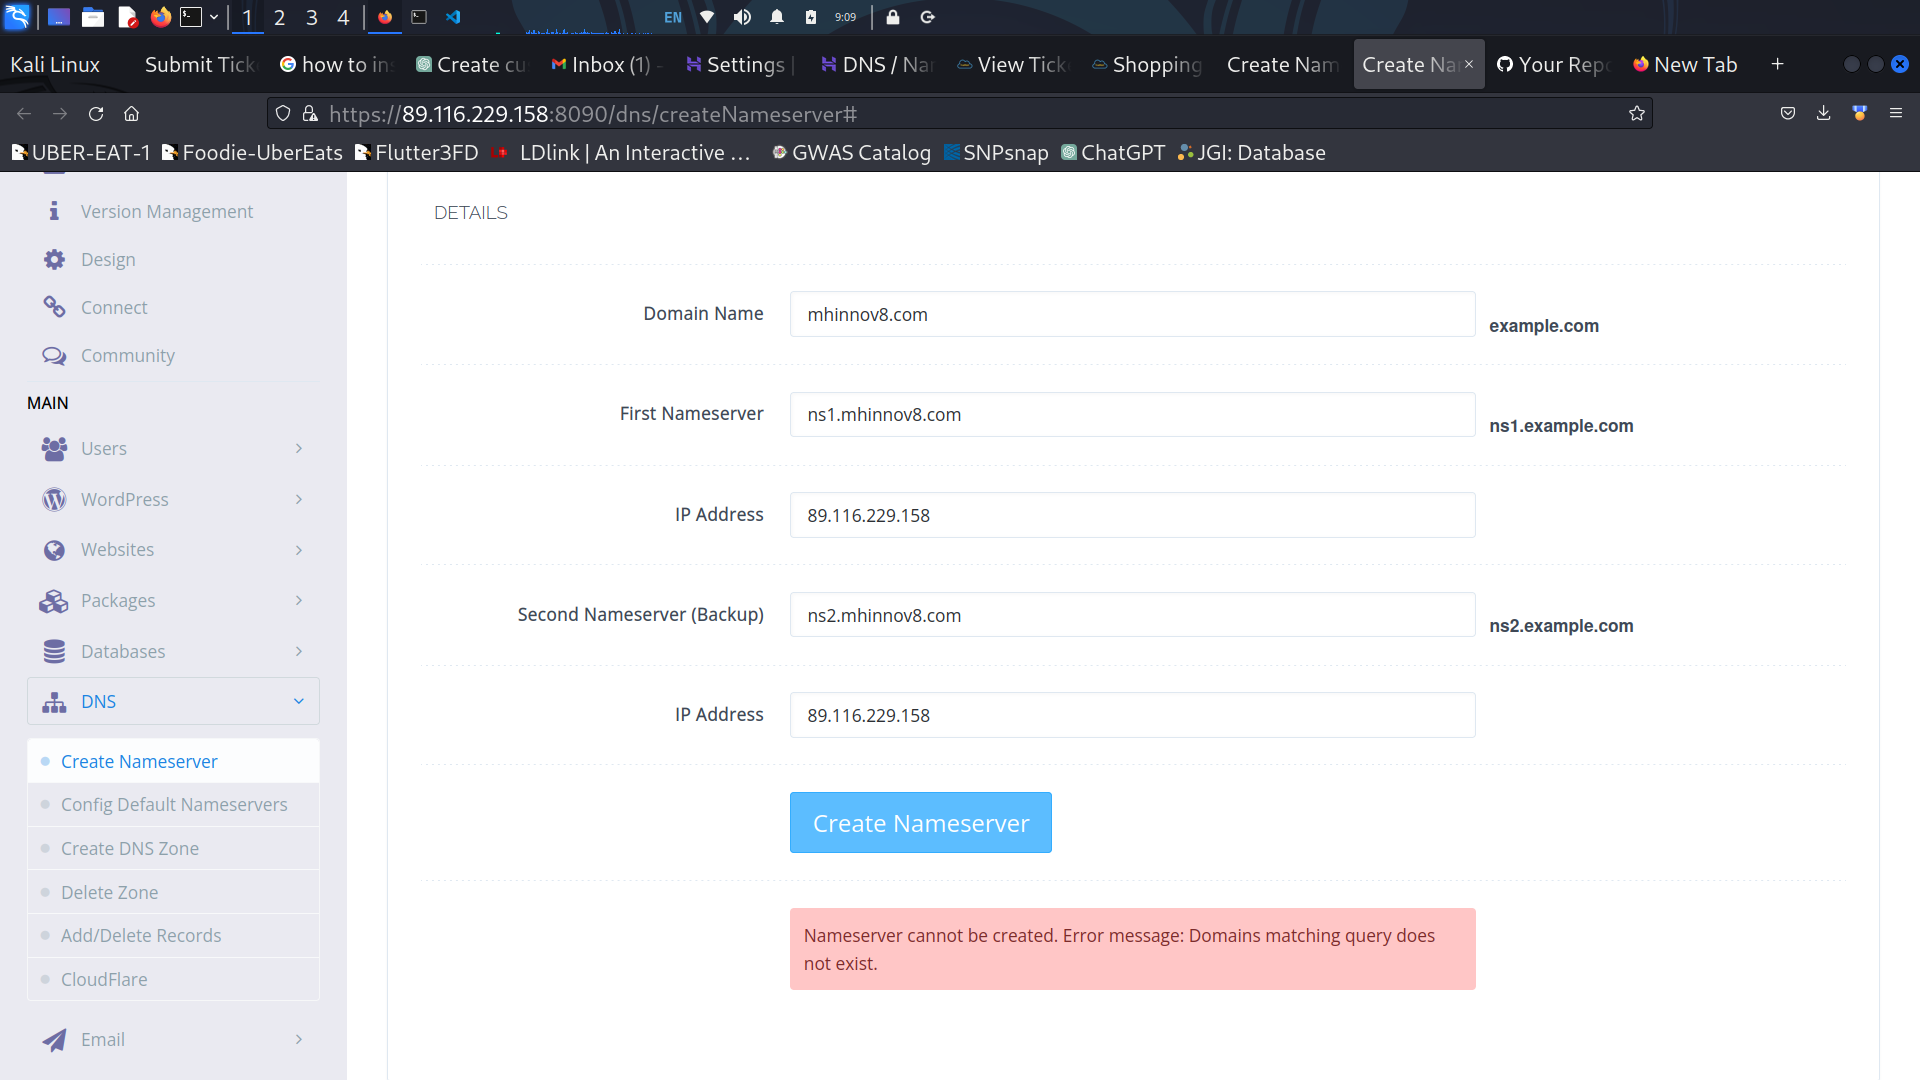 1 2 3 4 EN 9:09
Kali Linux Submit Tick how to ins Create cu Inbox (1) - Settings | DNS / Nar View Tick Shopping Create Nam Create Na Your Repo New Tab
https://89.116.229.158:8090/dns/createNameserver#
UBER-EAT-1 Foodie-UberEats Flutter3FD LDlink | An Interactive ... GWAS Catalog SNPsnap ChatGPT JGI: Database
Version Management
Design
Connect
Community
MAIN
Users
WordPress
Websites
Packages
Databases
DNS
Create Nameserver
Config Default Nameservers
Create DNS Zone
Delete Zone
Add/Delete Records
CloudFlare
Email
DETAILS
Domain Name mhinnov8.com example.com
First Nameserver ns1.mhinnov8.com ns1.example.com
IP Address 89.116.229.158
Second Nameserver (Backup) ns2.mhinnov8.com ns2.example.com
IP Address 89.116.229.158
Create Nameserver
Nameserver cannot be created. Error message: Domains matching query does
not exist.